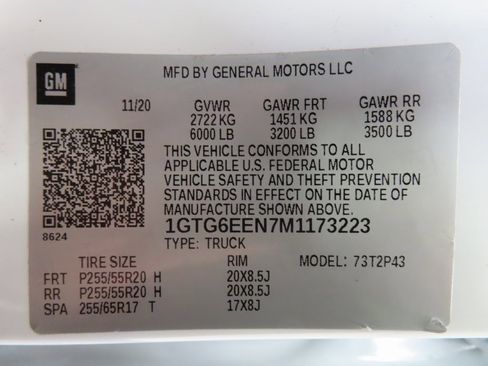 GM
MFD BY GENERAL MOTORS LLC
11/20 GVWR GAWR FRT GAWR RR
2722 KG 1451 KG 1588 KG
6000 LB 3200 LB 3500 LB
THIS VEHICLE CONFORMS TO ALL
APPLICABLE U.S. FEDERAL MOTOR
VEHICLE SAFETY AND THEFT PREVENTION
STANDARDS IN EFFECT ON THE DATE OF
MANUFACTURE SHOWN ABOVE.
8624 1GTG6EEN7M1173223
TYPE: TRUCK
TIRE SIZE RIM MODEL: 73T2P43
FRT P255/55R20 H 20X8.5J
RR P255/55R20 H 20X8.5J
SPA 255/65R17 T 17X8J